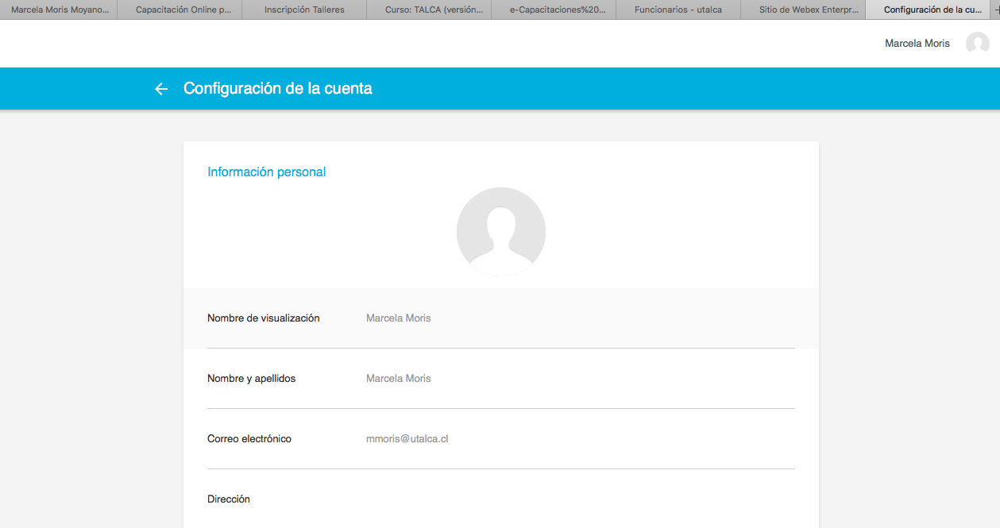 Marcela Moris Moyano...
Capacitación Online p...
Inscripción Talleres
Curso: TALCA (versión...
e-Capacitaciones%20...
Funcionarios - utalca
Sitio de Webex Enterpr...
Configuración de la cu...
Marcela Moris
Configuración de la cuenta
Información personal
Nombre de visualización Marcela Moris
Nombre y apellidos Marcela Moris
Correo electrónico mmoris@utalca.cl
Dirección